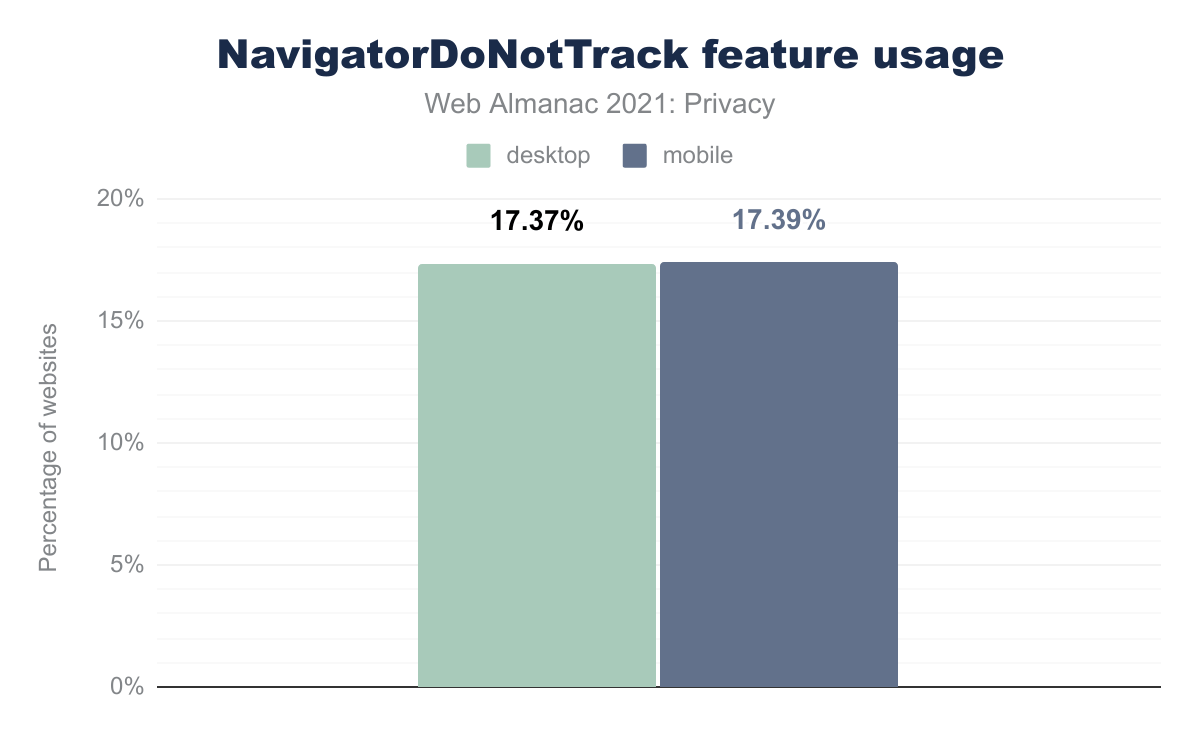 NavigatorDoNotTrack feature usage
Web Almanac 2021: Privacy
desktop
mobile
20%
15%
10%
5%
0%
Percentage of websites
17.37%
17.39%